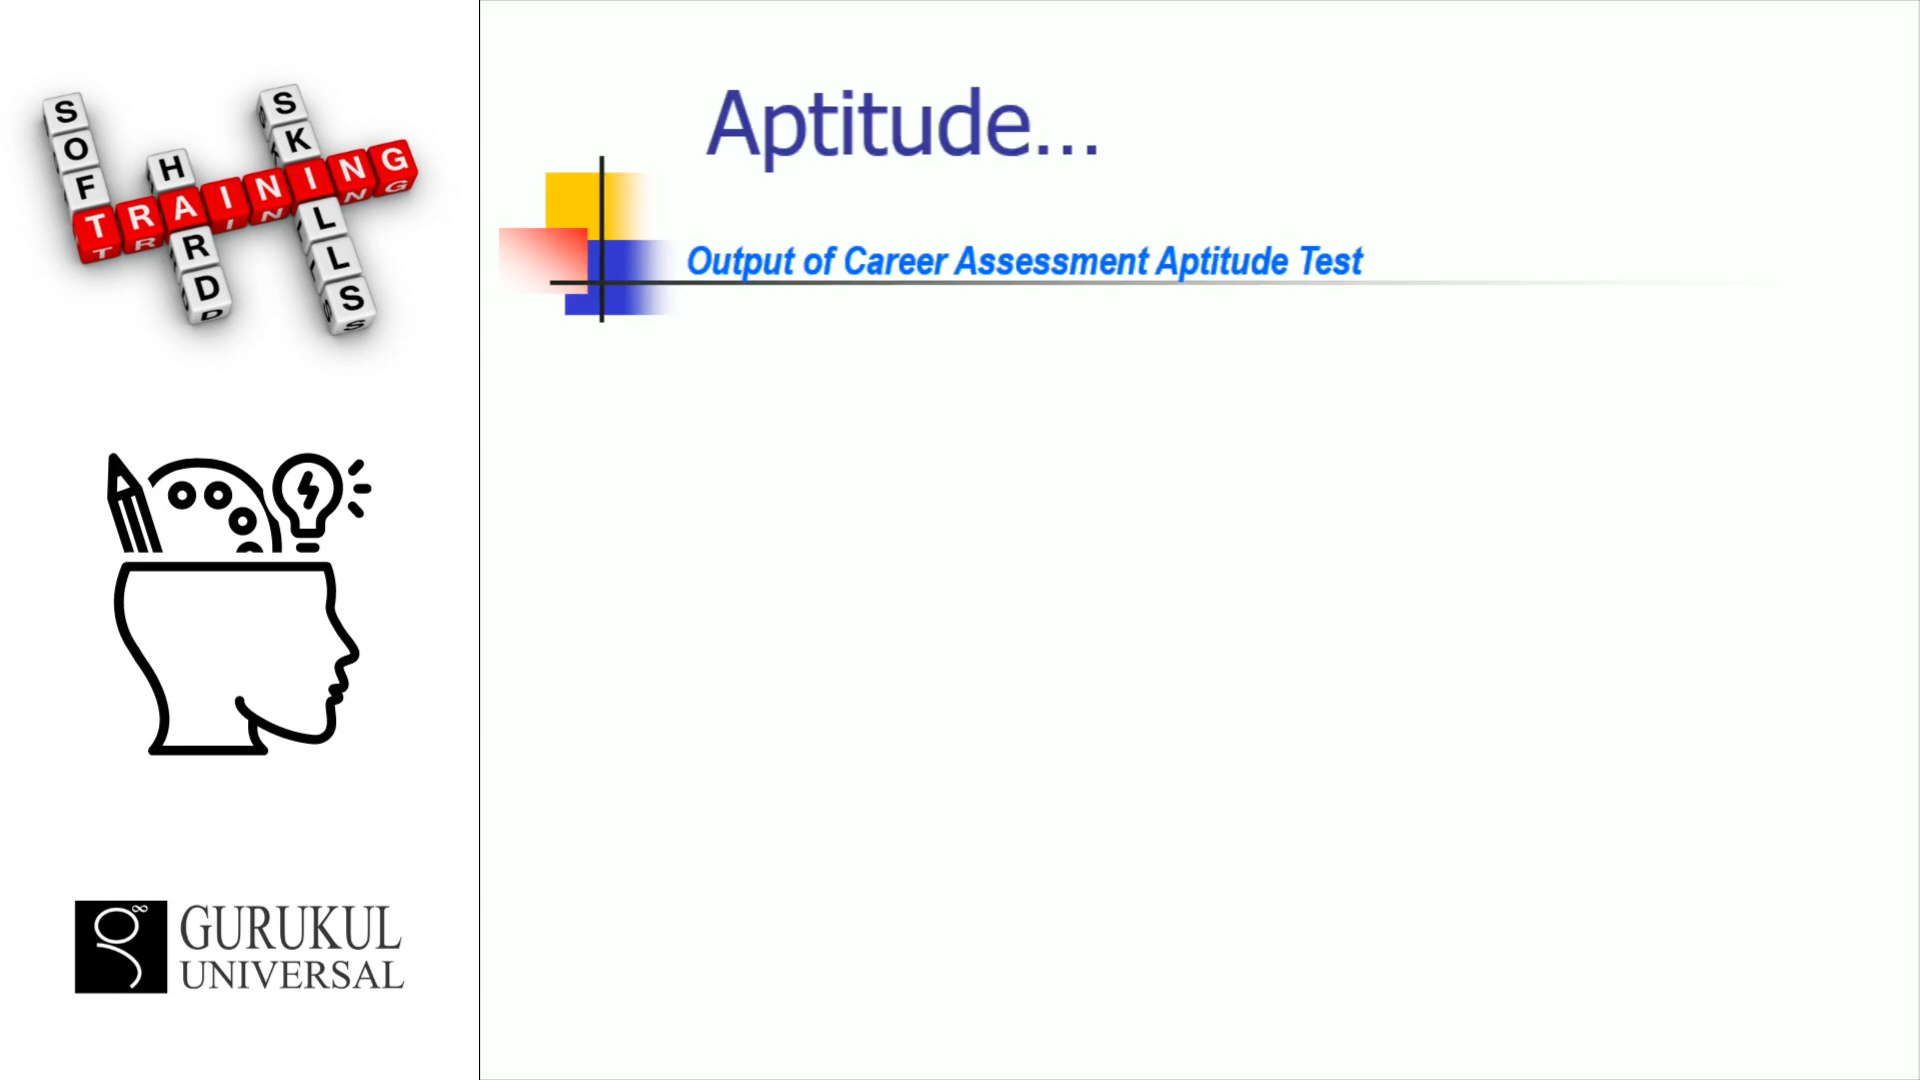 SOFT
HARD
SKILLS
TRAINING
GURUKUL
UNIVERSAL
Aptitude...
Output of Career Assessment Aptitude Test